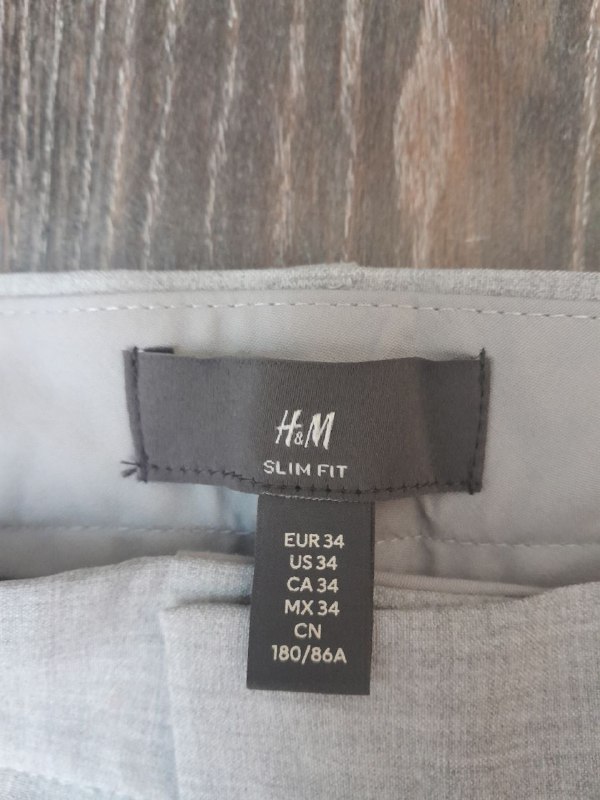 H&M
SLIM FIT
EUR 34
US 34
CA 34
MX 34
CN
180/86A